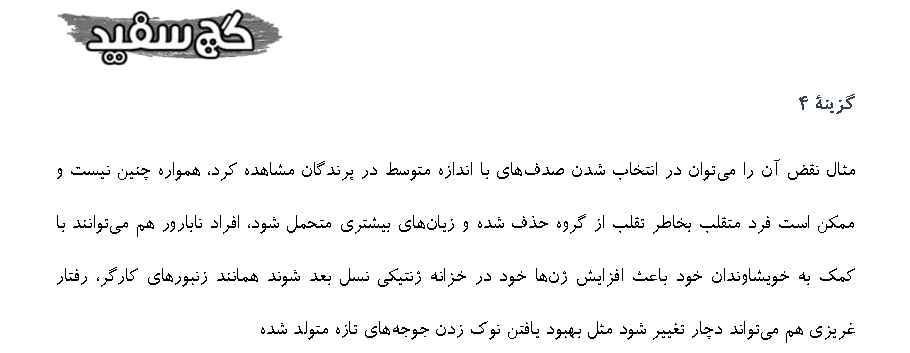 گچ سفید
گزینهٔ ۴
مثال نقض آن را می‌توان در انتخاب شدن صدف‌های با اندازه متوسط در پرندگان مشاهده کرد، همواره چنین نیست و
ممکن است فرد متقلب بخاطر تقلب از گروه حذف شده و زیان‌های بیشتری متحمل شود، افراد نابارور هم می‌توانند با
کمک به خویشاوندان خود باعث افزایش ژن‌ها خود در خزانه ژنتیکی نسل بعد شوند همانند زنبورهای کارگر، رفتار
غریزی هم می‌تواند دچار تغییر شود مثل بهبود یافتن نوک زدن جوجه‌های تازه متولد شده